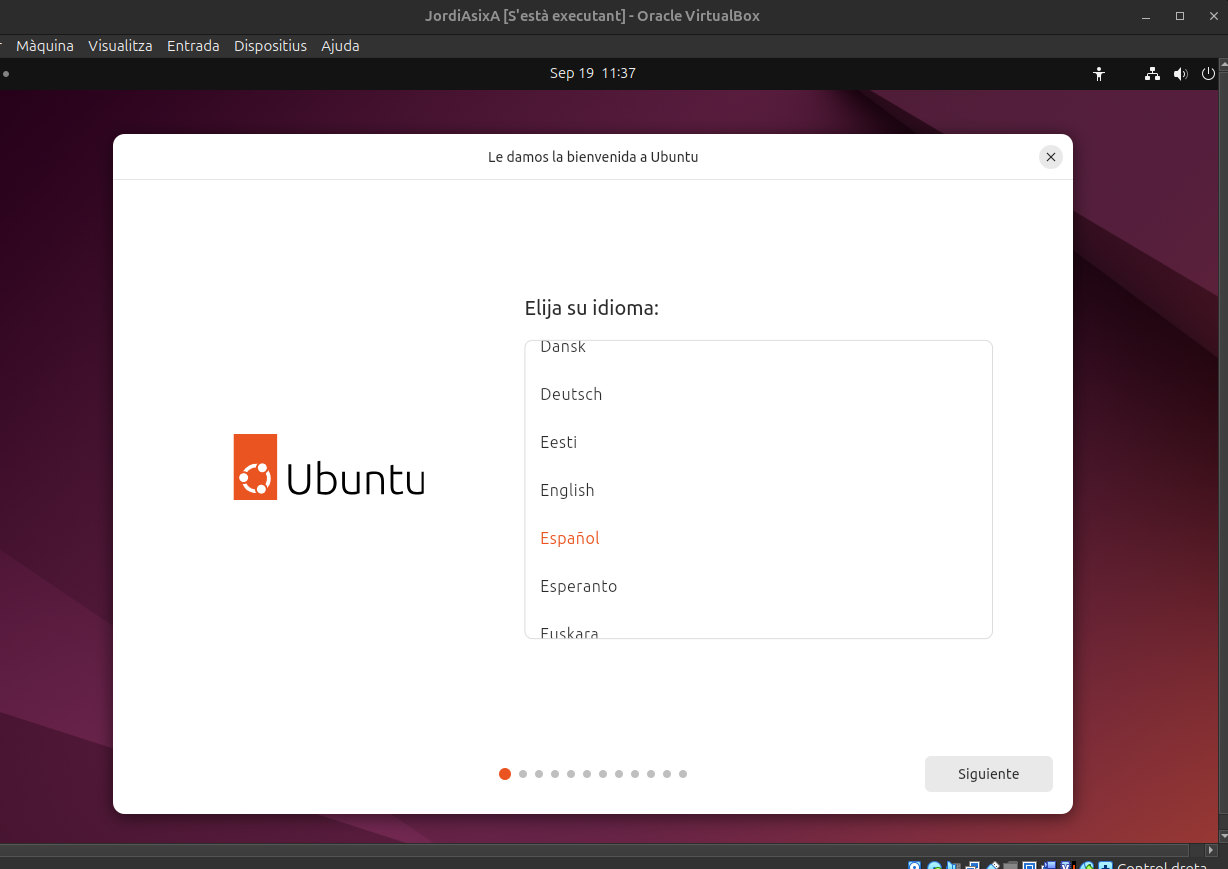 JordiAsixA [S'està executant] - Oracle VirtualBox
Màquina Visualitza Entrada Dispositius Ajuda
Sep 19 11:37
Le damos la bienvenida a Ubuntu
Elija su idioma:
Dansk
Deutsch
Eesti
English
Español
Esperanto
Euskara
Ubuntu
Siguiente
Control dreta